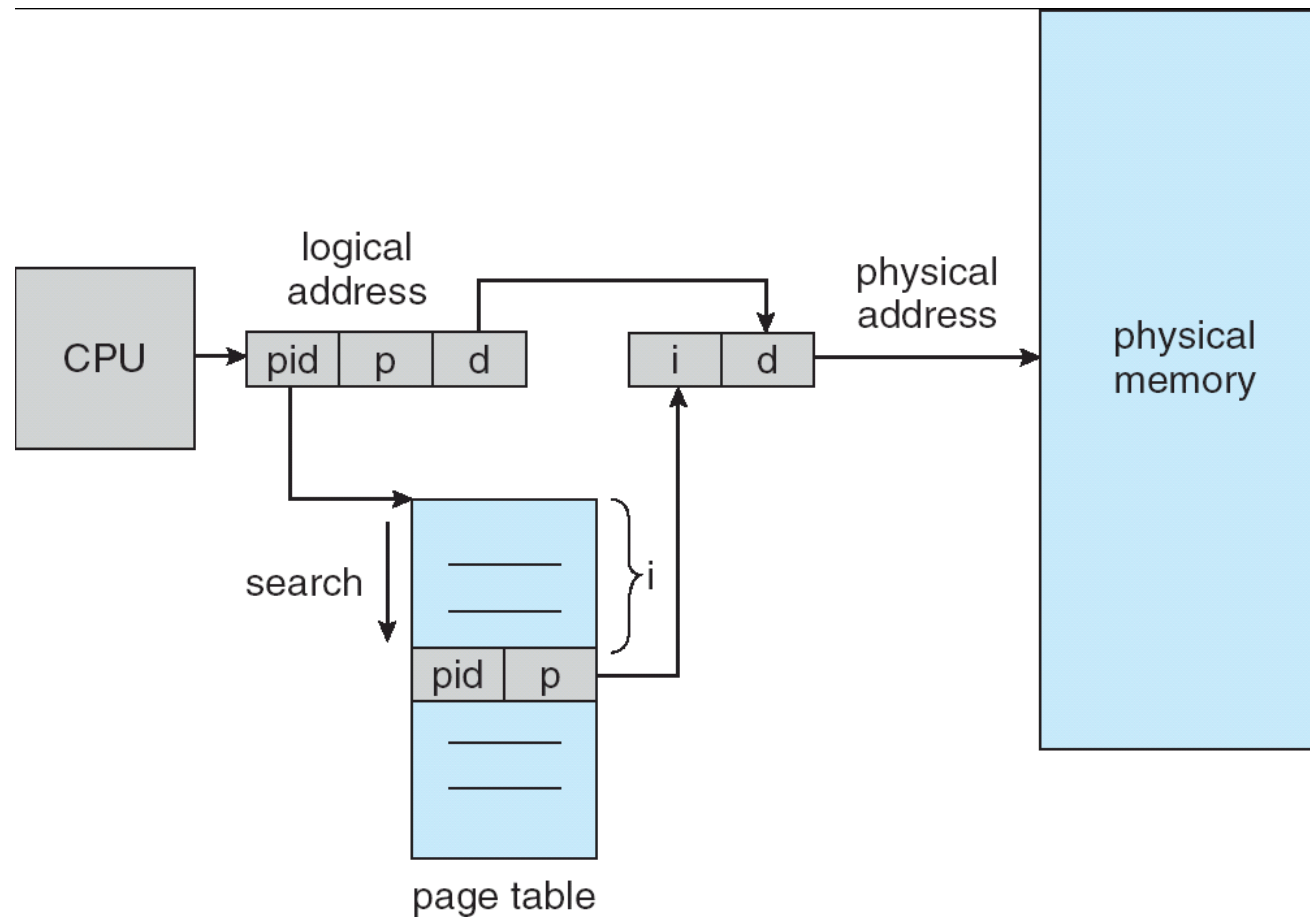 logical
address
CPU
pid p d
i d
physical
address
physical
memory
search
i
pid p
page table